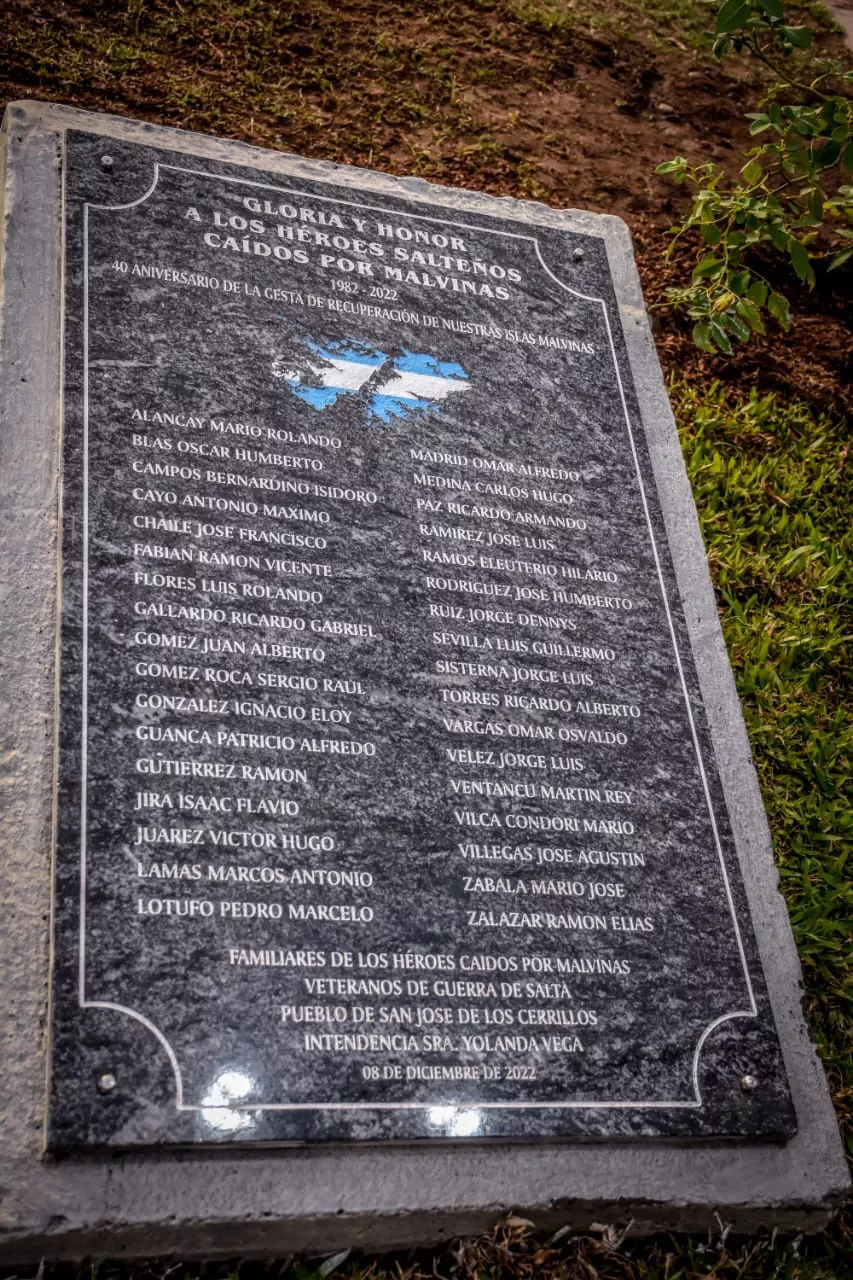 GLORIA Y HONOR
A LOS HÉROES SALTEÑOS
CAÍDOS POR MALVINAS
1982 - 2022
40 ANIVERSARIO DE LA GESTA DE RECUPERACIÓN DE NUESTRAS ISLAS MALVINAS
ALANCAY MARIO ROLANDO
BLAS OSCAR HUMBERTO
CAMPOS BERNARDINO ISIDORO
CAYO ANTONIO MAXIMO
CHAILE JOSE FRANCISCO
FABIAN RAMON VICENTE
FLORES LUIS ROLANDO
GALLARDO RICARDO GABRIEL
GOMEZ JUAN ALBERTO
GOMEZ ROCA SERGIO RAUL
GONZALEZ IGNACIO ELOY
GUANCA PATRICIO ALFREDO
GUTIERREZ RAMON
JIRA ISAAC FLAVIO
JUAREZ VICTOR HUGO
LAMAS MARCOS ANTONIO
LOTUFO PEDRO MARCELO
MADRID OMAR ALFREDO
MEDINA CARLOS HUGO
PAZ RICARDO ARMANDO
RAMIREZ JOSE LUIS
RAMOS ELEUTERIO HILARIO
RODRIGUEZ JOSE HUMBERTO
RUIZ JORGE DENNYS
SEVILLA LUIS GUILLERMO
SISTERNA JORGE LUIS
TORRES RICARDO ALBERTO
VARGAS OMAR OSVALDO
VELEZ JORGE LUIS
VENTANCU MARTIN REY
VILCA CONDORI MARIO
VILLEGAS JOSE AGUSTIN
ZABALA MARIO JOSE
ZALAZAR RAMON ELIAS
FAMILIARES DE LOS HÉROES CAIDOS POR MALVINAS
VETERANOS DE GUERRA DE SALTA
PUEBLO DE SAN JOSE DE LOS CERRILLOS
INTENDENCIA SRA. YOLANDA VEGA
08 DE DICIEMBRE DE 2022